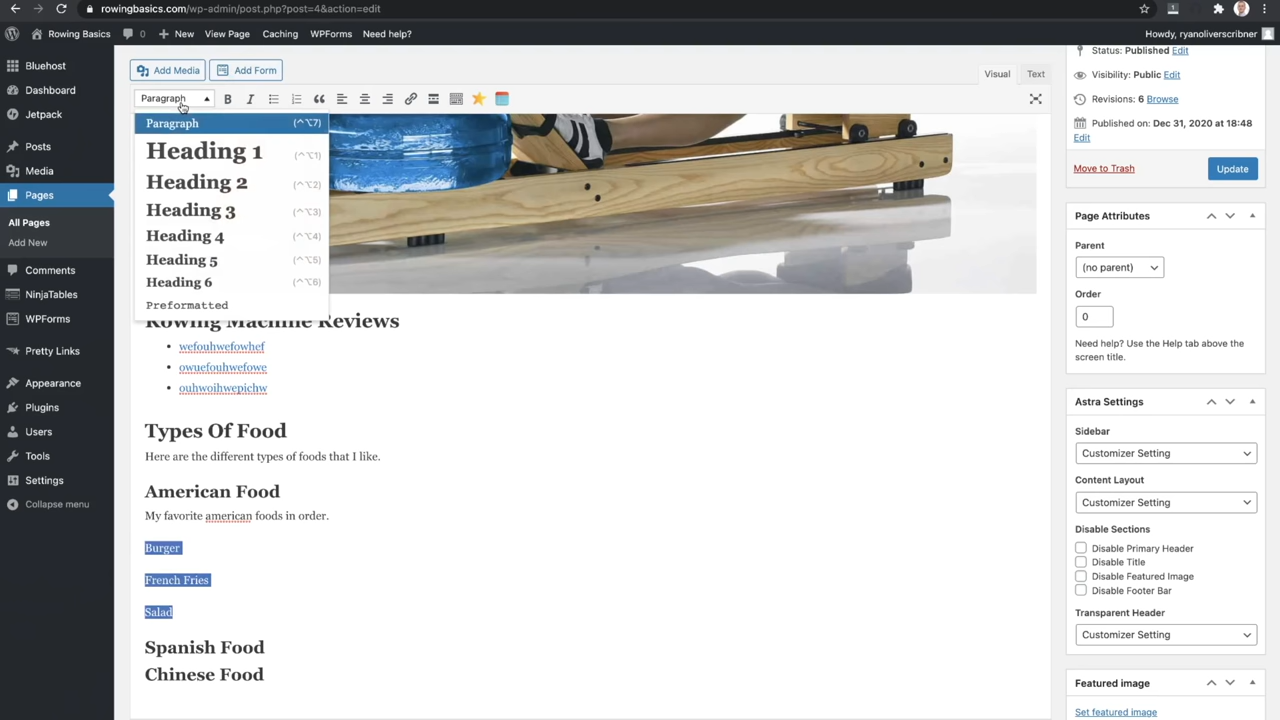 rowingbasics.com/wp-admin/post.php?post=4&action=edit
Rowing Basics
0
New
View Page
Caching
WPForms
Need help?
Howdy, ryanoliverscribner
Bluehost
Dashboard
Jetpack
Posts
Media
Pages
All Pages
Add New
Comments
NinjaTables
WPForms
Pretty Links
Appearance
Plugins
Users
Tools
Settings
Collapse menu
Add Media
Add Form
Visual
Text
Paragraph
B I
Paragraph (^⌥7)
Heading 1 (^⌥1)
Heading 2 (^⌥2)
Heading 3 (^⌥3)
Heading 4 (^⌥4)
Heading 5 (^⌥5)
Heading 6 (^⌥6)
Preformatted
Rowing Machine Reviews
wefouhwefowhef
owuefouhwefowe
ouhwoihwepichw
Types Of Food
Here are the different types of foods that I like.
American Food
My favorite american foods in order.
Burger
French Fries
Salad
Spanish Food
Chinese Food
Status: Published Edit
Visibility: Public Edit
Revisions: 6 Browse
Published on: Dec 31, 2020 at 18:48
Edit
Move to Trash
Update
Page Attributes
Parent
(no parent)
Order
0
Need help? Use the Help tab above the
screen title.
Astra Settings
Sidebar
Customizer Setting
Content Layout
Customizer Setting
Disable Sections
Disable Primary Header
Disable Title
Disable Featured Image
Disable Footer Bar
Transparent Header
Customizer Setting
Featured image
Set featured image